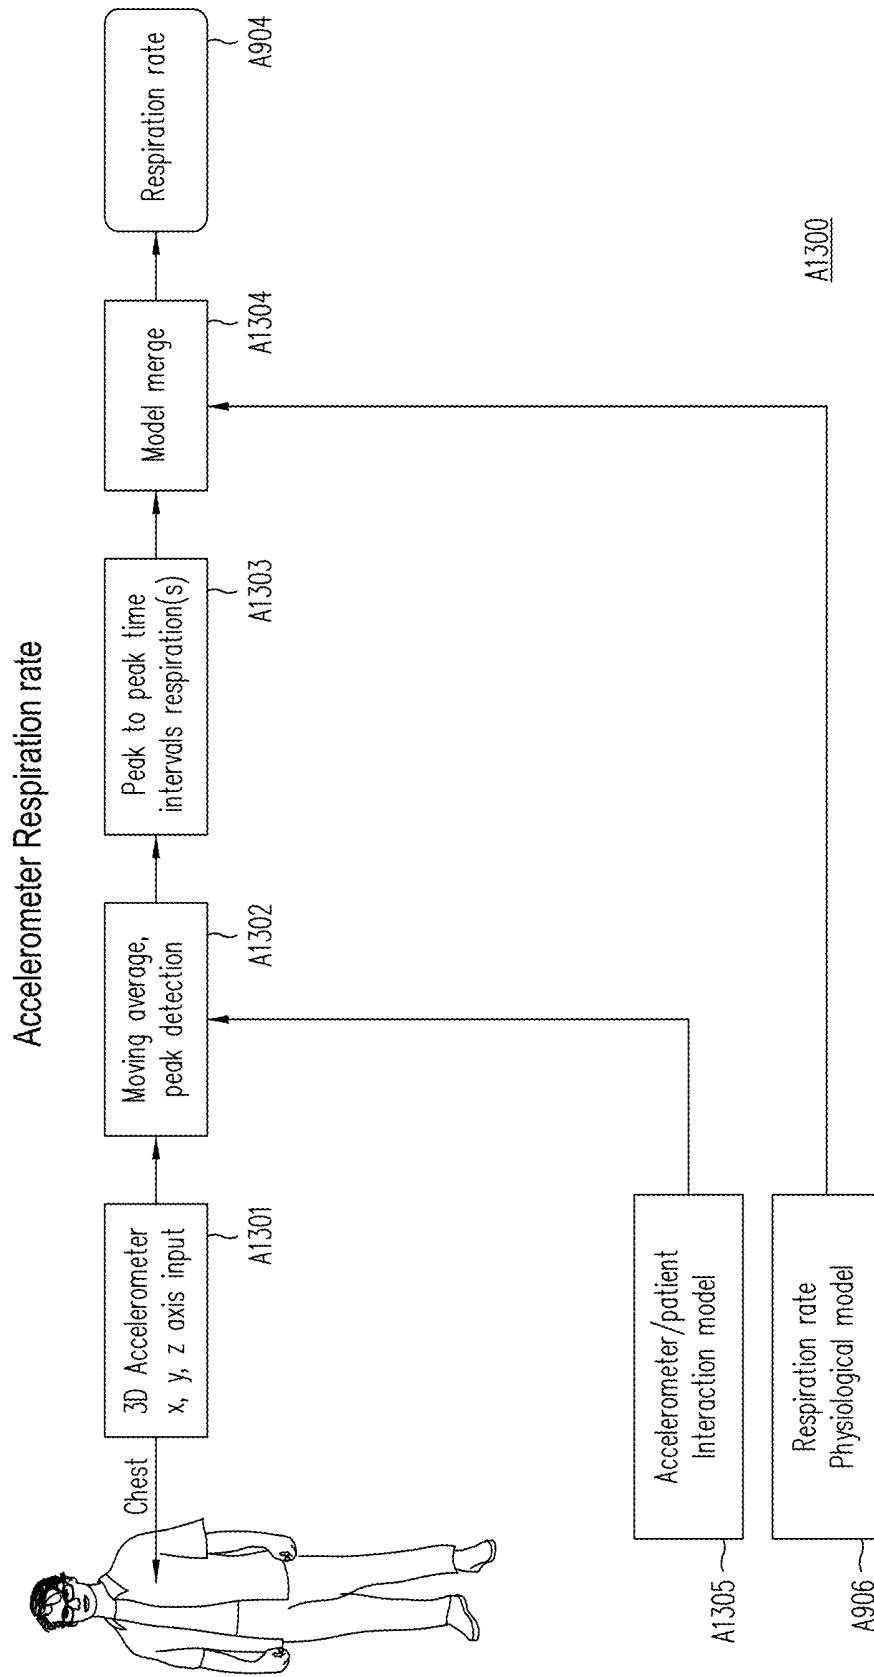 Accelerometer Respiration rate
Chest
3D Accelerometer
x, y, z axis input
A1301
Moving average,
peak detection
A1302
Peak to peak time
intervals respiration(s)
A1303
Model merge
A1304
Respiration rate
A904
Accelerometer/patient
Interaction model
A1305
Respiration rate
Physiological model
A906
A1300